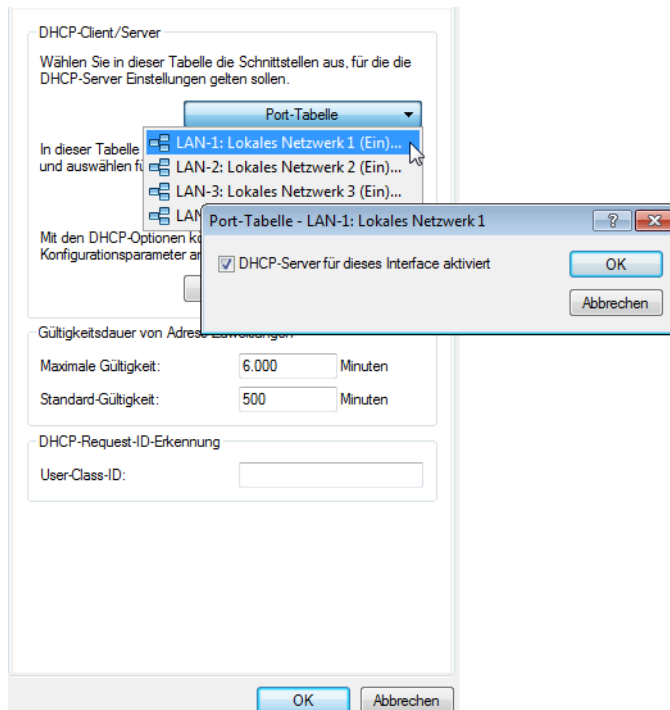 DHCP-Client/Server
Wählen Sie in dieser Tabelle die Schnittstellen aus, für die die
DHCP-Server Einstellungen gelten sollen.
Port-Tabelle
In dieser Tabelle
und auswählen
LAN-1: Lokales Netzwerk 1 (Ein)...
LAN-2: Lokales Netzwerk 2 (Ein)...
LAN-3: Lokales Netzwerk 3 (Ein)...
LAN
Port-Tabelle - LAN-1: Lokales Netzwerk 1
DHCP-Server für dieses Interface aktiviert
OK
Abbrechen
Mit den DHCP-Optionen
Konfigurationsparameter
Gültigkeitsdauer von Adress-Zuweisungen
Maximale Gültigkeit:
6.000
Minuten
Standard-Gültigkeit:
500
Minuten
DHCP-Request-ID-Erkennung
User-Class-ID:
OK
Abbrechen